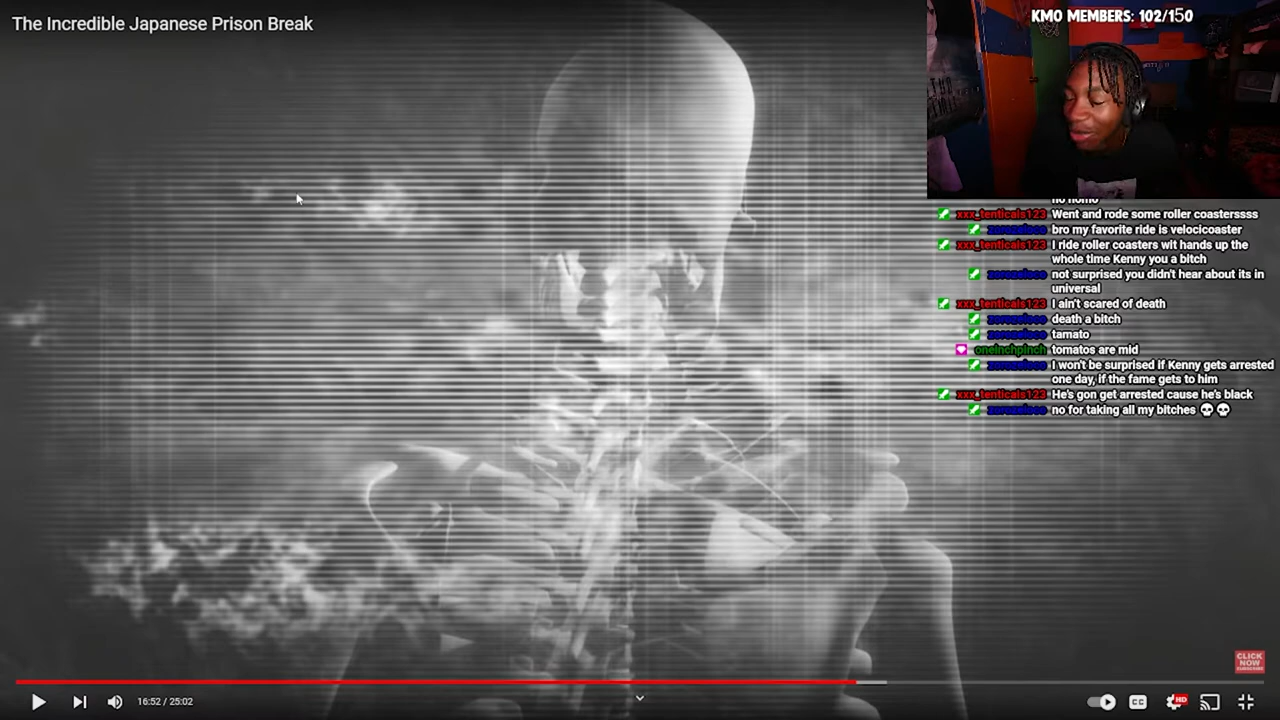 The Incredible Japanese Prison Break
KMO MEMBERS: 102/150
no homo
xxx_tenticals123 Went and rode some roller coasterssss
bro my favorite ride is velocicoaster
xxx_tenticals123 I ride roller coasters wit hands up the
whole time Kenny you a bitch
not surprised you didn't hear about its in
universal
xxx_tenticals123 I ain't scared of death
death a bitch
tamato
oneinchpinch tomatos are mid
I won't be surprised if Kenny gets arrested
one day, if the fame gets to him
xxx_tenticals123 He's gon get arrested cause he's black
no for taking all my bitches 💀 💀
CLICK
NOW
SUBSCRIBE
16:52 / 25:02
CC
HD